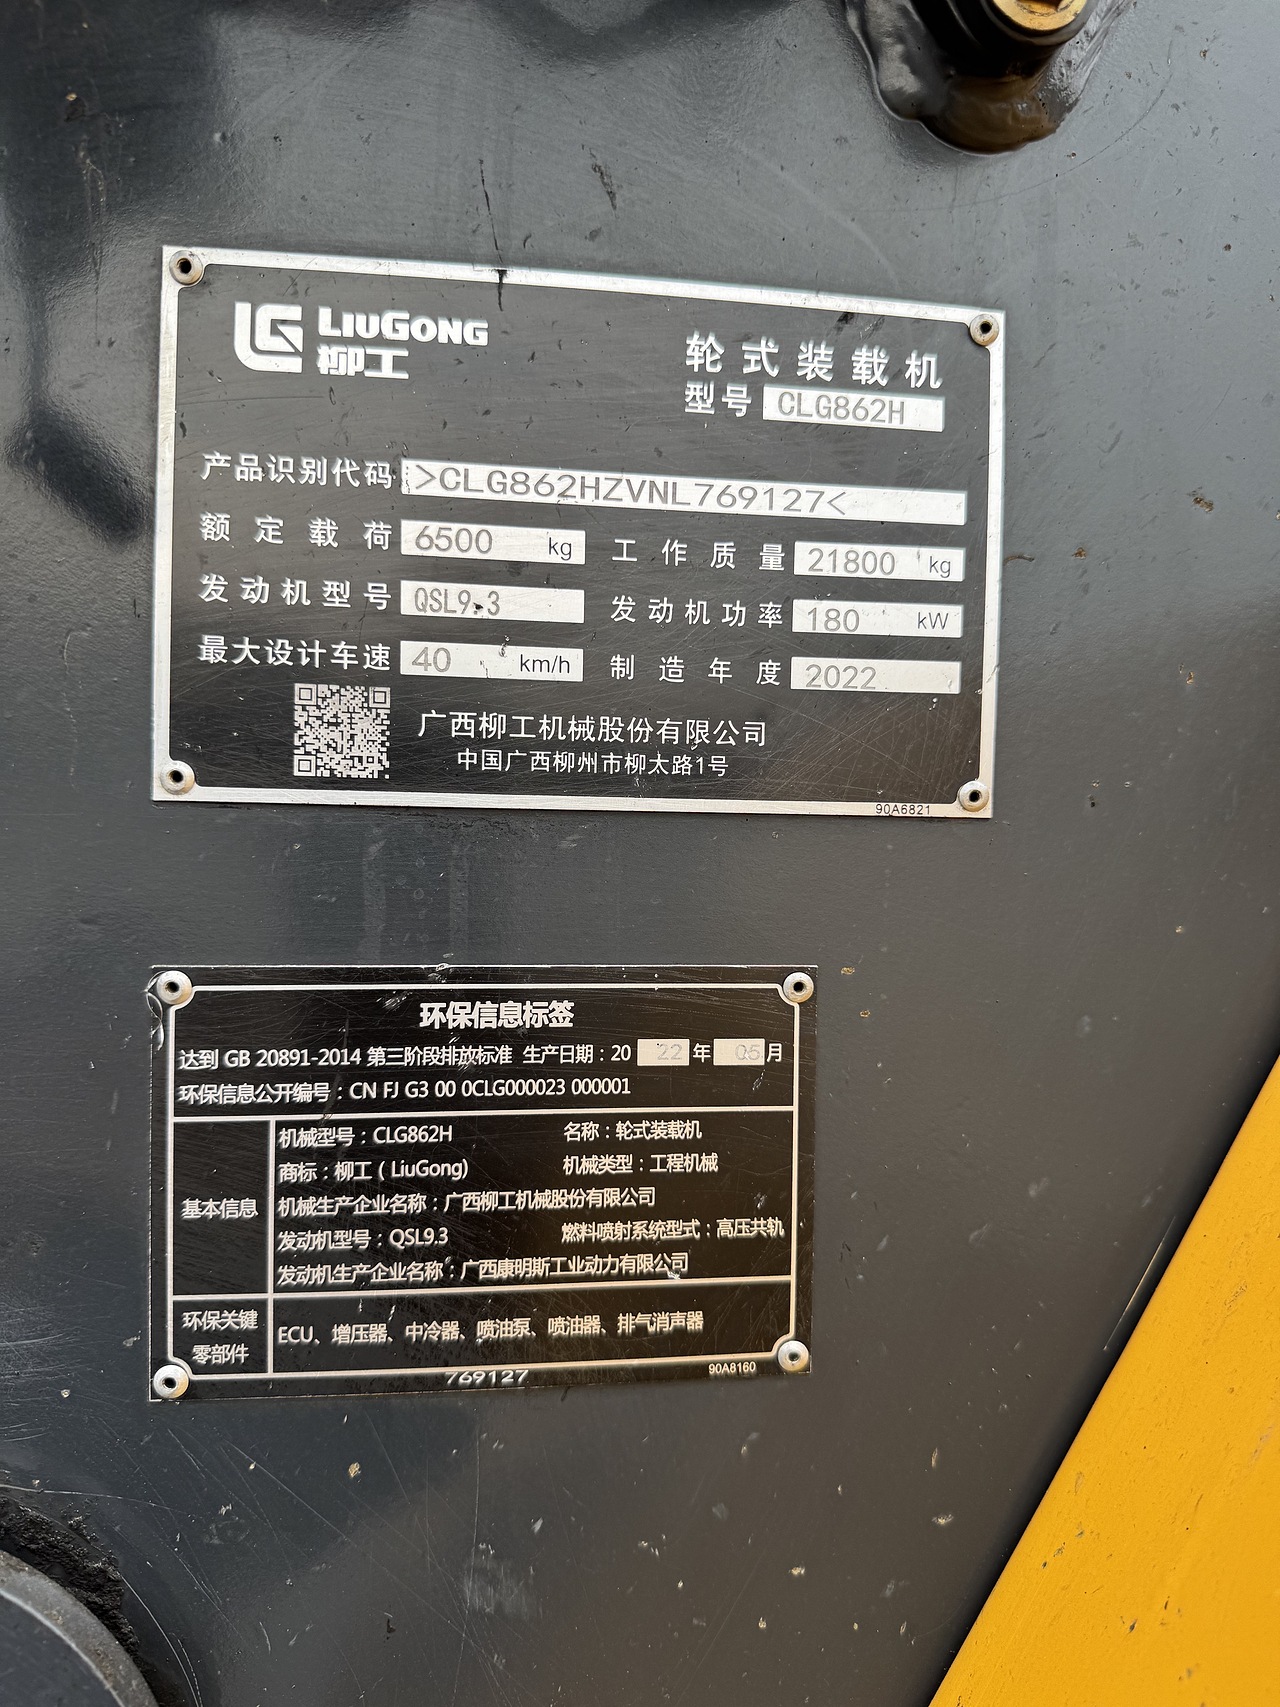 LIUGONG
柳工
轮式装载机
型号 CLG862H
产品识别代码 >CLG862HZVNL769127<
额定载荷 6500 kg 工作质量 21800 kg
发动机型号 QSL9.3 发动机功率 180 kW
最大设计车速 40 km/h 制造年度 2022
广西柳工机械股份有限公司
中国广西柳州市柳太路1号
90A6821
环保信息标签
达到 GB 20891-2014 第三阶段排放标准 生产日期：20 22 年 05 月
环保信息公开编号：CN FJ G3 00 0CLG000023 000001
基本信息
机械型号：CLG862H 名称：轮式装载机
商标：柳工（LiuGong) 机械类型：工程机械
机械生产企业名称：广西柳工机械股份有限公司
发动机型号：QSL9.3 燃料喷射系统型式：高压共轨
发动机生产企业名称：广西康明斯工业动力有限公司
环保关键
零部件
ECU、增压器、中冷器、喷油泵、喷油器、排气消声器
769127
90A8160